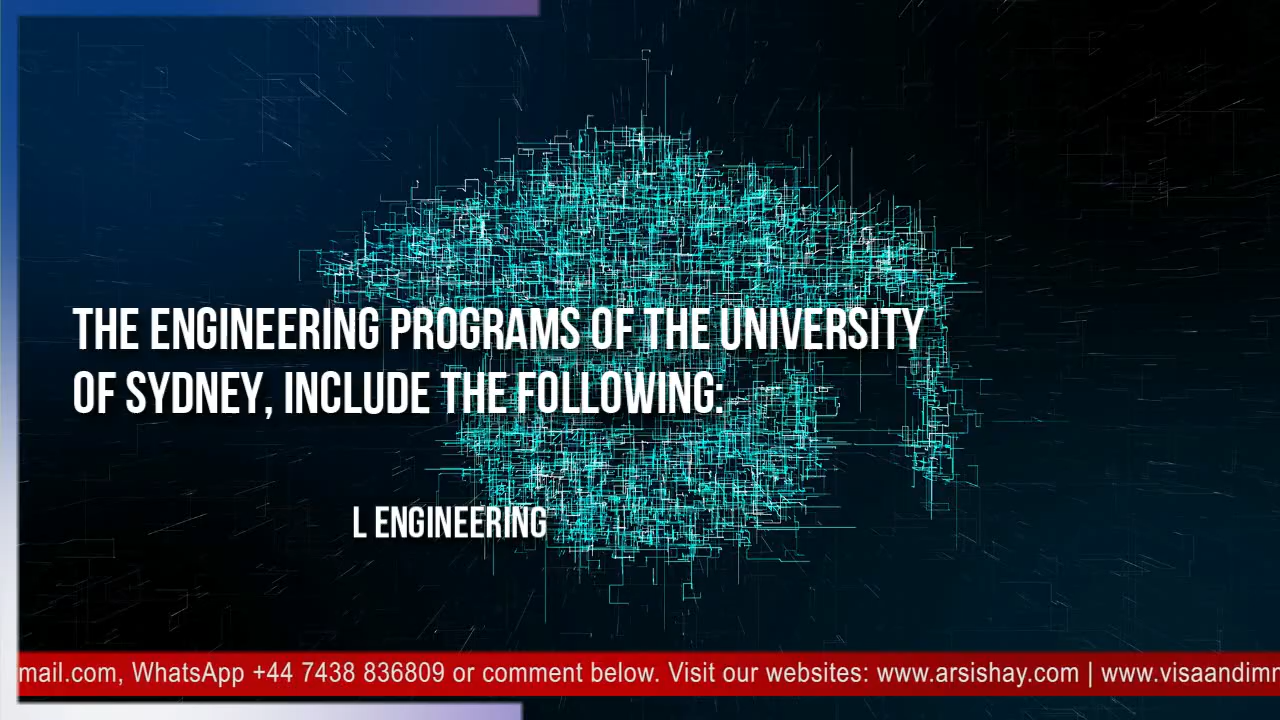 THE ENGINEERING PROGRAMS OF THE UNIVERSITY
OF SYDNEY, INCLUDE THE FOLLOWING:
L ENGINEERING
mail.com, WhatsApp +44 7438 836809 or comment below. Visit our websites: www.arsishay.com | www.visaandimm